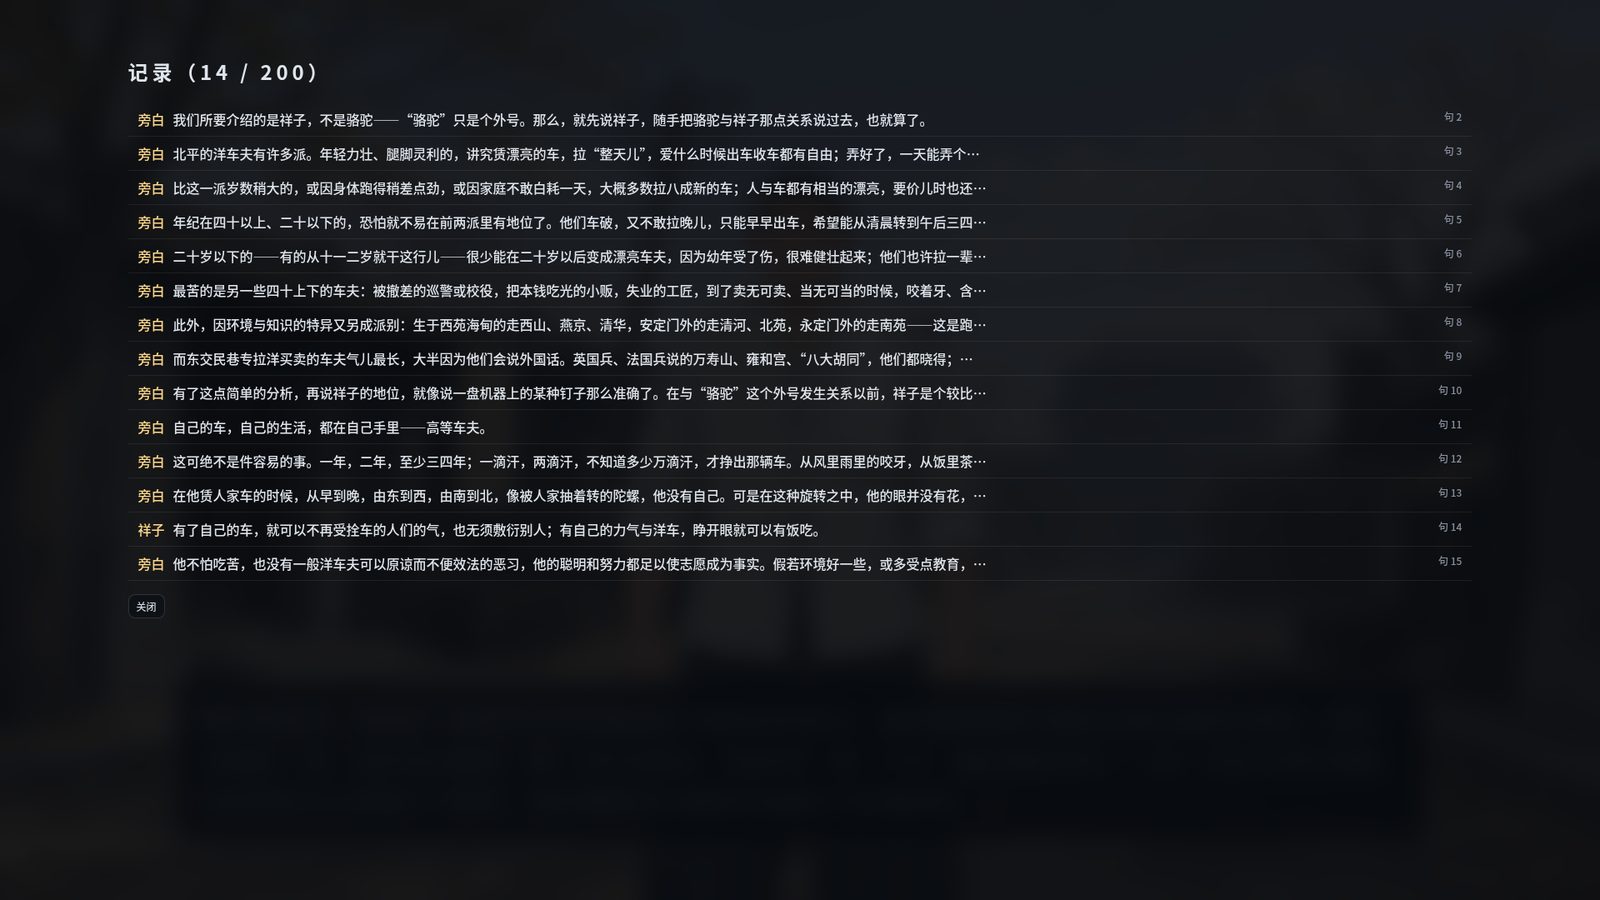 记录（14 / 200）
旁白 我们所要介绍的是祥子，不是骆驼——“骆驼”只是个外号。那么，就先说祥子，随手把骆驼与祥子那点关系说过去，也就算了。 句 2
旁白 北平的洋车夫有许多派。年轻力壮、腿脚灵利的，讲究赁漂亮的车，拉“整天儿”，爱什么时候出车收车都有自由；弄好了，一天能弄个… 句 3
旁白 比这一派岁数稍大的，或因身体跑得稍差点劲，或因家庭不敢白耗一天，大概多数拉八成新的车；人与车都有相当的漂亮，要价儿时也还… 句 4
旁白 年纪在四十以上、二十以下的，恐怕就不易在前两派里有地位了。他们车破，又不敢拉晚儿，只能早早出车，希望能从清晨转到午后三四… 句 5
旁白 二十岁以下的——有的从十一二岁就干这行儿——很少能在二十岁以后变成漂亮车夫，因为幼年受了伤，很难健壮起来；他们也许拉一辈… 句 6
旁白 最苦的是另一些四十上下的车夫：被撤差的巡警或校役，把本钱吃光的小贩，失业的工匠，到了卖无可卖、当无可当的时候，咬着牙、含… 句 7
旁白 此外，因环境与知识的特异又另成派别：生于西苑海甸的走西山、燕京、清华，安定门外的走清河、北苑，永定门外的走南苑——这是跑… 句 8
旁白 而东交民巷专拉洋买卖的车夫气儿最长，大半因为他们会说外国话。英国兵、法国兵说的万寿山、雍和宫、“八大胡同”，他们都晓得；… 句 9
旁白 有了这点简单的分析，再说祥子的地位，就像说一盘机器上的某种钉子那么准确了。在与“骆驼”这个外号发生关系以前，祥子是个较比… 句 10
旁白 自己的车，自己的生活，都在自己手里——高等车夫。 句 11
旁白 这可绝不是件容易的事。一年，二年，至少三四年；一滴汗，两滴汗，不知道多少万滴汗，才挣出那辆车。从风里雨里的咬牙，从饭里茶… 句 12
旁白 在他赁人家车的时候，从早到晚，由东到西，由南到北，像被人家抽着转的陀螺，他没有自己。可是在这种旋转之中，他的眼并没有花，… 句 13
祥子 有了自己的车，就可以不再受拴车的人们的气，也无须敷衍别人；有自己的力气与洋车，睁开眼就可以有饭吃。 句 14
旁白 他不怕吃苦，也没有一般洋车夫可以原谅而不便效法的恶习，他的聪明和努力都足以使志愿成为事实。假若环境好一些，或多受点教育，… 句 15
关闭